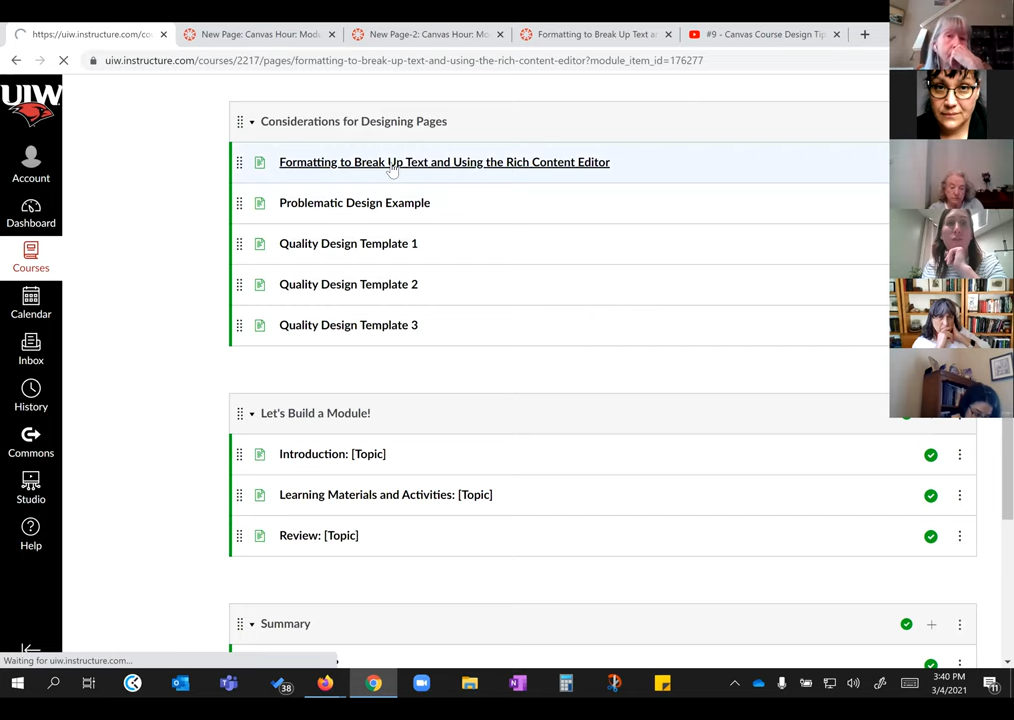 https://uiw.instructure.com/co
New Page: Canvas Hour: Modu
New Page-2: Canvas Hour: Mo
Formatting to Break Up Text a
#9 - Canvas Course Design Tip
uiw.instructure.com/courses/2217/pages/formatting-to-break-up-text-and-using-the-rich-content-editor?module_item_id=176277
UIW
Account
Dashboard
Courses
Calendar
Inbox
History
Commons
Studio
Help
Considerations for Designing Pages
Formatting to Break Up Text and Using the Rich Content Editor
Problematic Design Example
Quality Design Template 1
Quality Design Template 2
Quality Design Template 3
Let's Build a Module!
Introduction: [Topic]
Learning Materials and Activities: [Topic]
Review: [Topic]
Summary
Waiting for uiw.instructure.com...
38
3:40 PM
3/4/2021
11